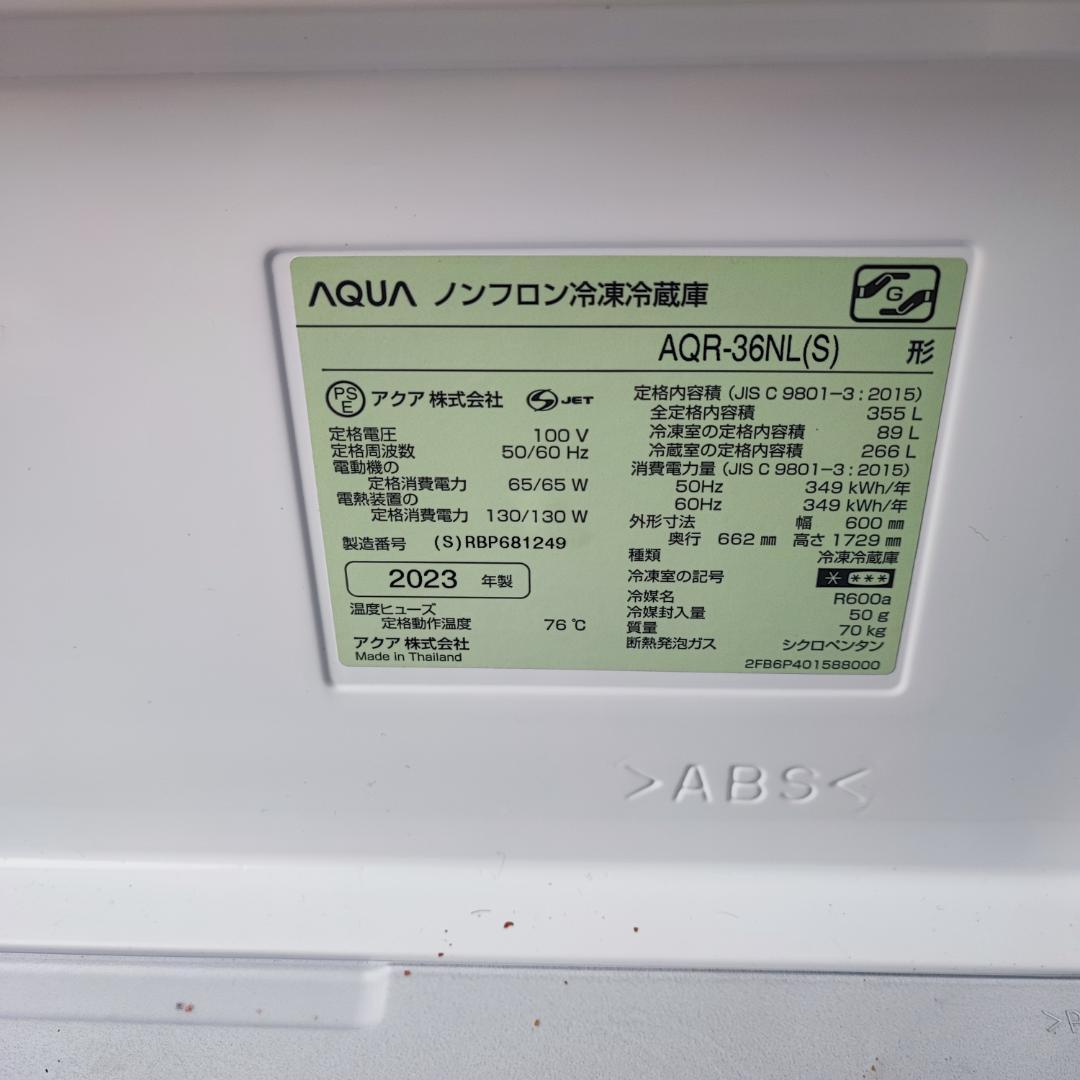 AQUA ノンフロン冷凍冷蔵庫
G
AQR-36NL(S) 形
PSE アクア株式会社 S JET
定格電圧 100 V
定格周波数 50/60 Hz
電動機の
定格消費電力 65/65 W
電熱装置の
定格消費電力 130/130 W
製造番号 (S)RBP681249
2023 年製
温度ヒューズ
定格動作温度 76 ℃
アクア株式会社
Made in Thailand
定格内容積 (JIS C 9801-3 : 2015)
全定格内容積 355 L
冷凍室の定格内容積 89 L
冷蔵室の定格内容積 266 L
消費電力量 (JIS C 9801-3 : 2015)
50Hz 349 kWh/年
60Hz 349 kWh/年
外形寸法 幅 600 ㎜
奥行 662 ㎜ 高さ 1729 ㎜
種類 冷凍冷蔵庫
冷凍室の記号 * ***
冷媒名 R600a
冷媒封入量 50 g
質量 70 kg
断熱発泡ガス シクロペンタン
2FB6P401588000
>ABS<